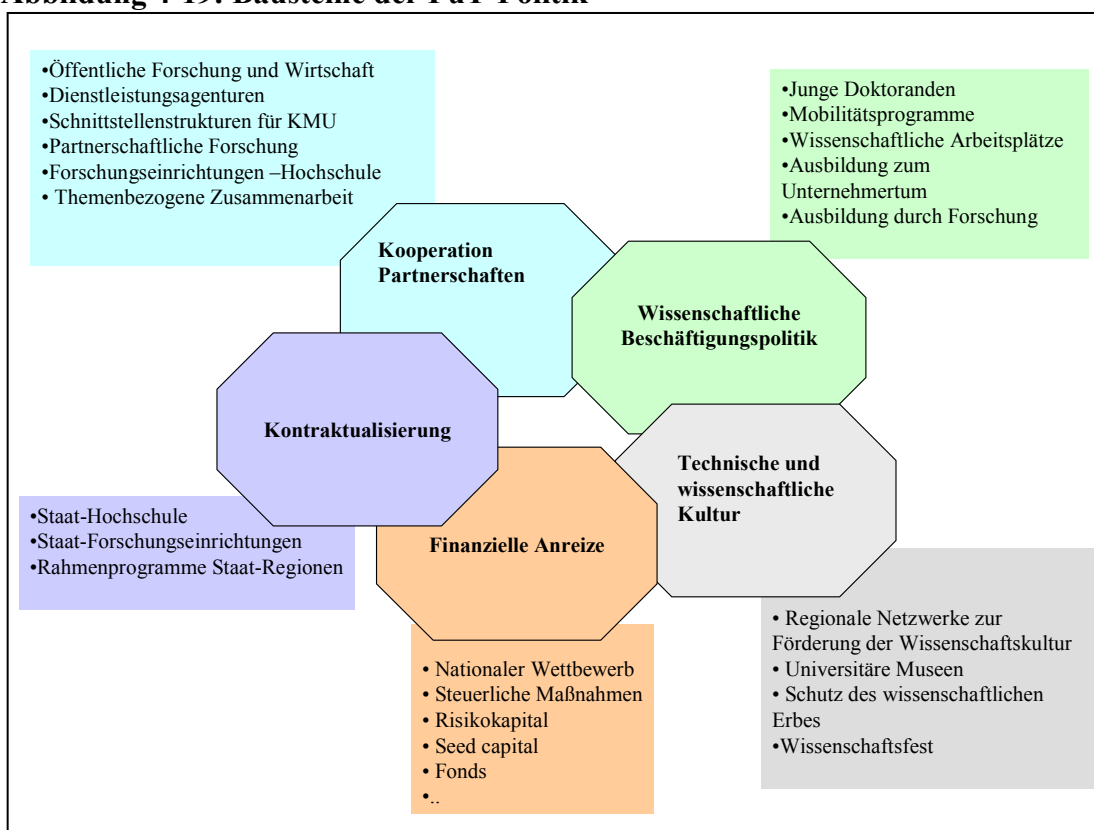 Abbildung 4-19: Bausteine der FuT-Politik
•Öffentliche Forschung und Wirtschaft
•Dienstleistungsagenturen
•Schnittstellenstrukturen für KMU
•Partnerschaftliche Forschung
•Forschungseinrichtungen –Hochschule
• Themenbezogene Zusammenarbeit
•Junge Doktoranden
•Mobilitätsprogramme
•Wissenschaftliche Arbeitsplätze
•Ausbildung zum
Unternehmertum
•Ausbildung durch Forschung
Kooperation
Partnerschaften
Wissenschaftliche
Beschäftigungspolitik
Kontraktualisierung
Technische und
wissenschaftliche
Kultur
Finanzielle Anreize
•Staat-Hochschule
•Staat-Forschungseinrichtungen
•Rahmenprogramme Staat-Regionen
• Nationaler Wettbewerb
• Steuerliche Maßnahmen
• Risikokapital
• Seed capital
• Fonds
•..
• Regionale Netzwerke zur
Förderung der Wissenschaftskultur
• Universitäre Museen
• Schutz des wissenschaftlichen
Erbes
•Wissenschaftsfest